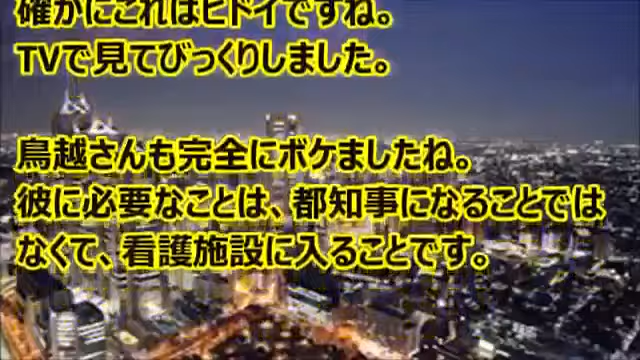 確かにこれはヒドイですね。
TVで見てびっくりしました。
鳥越さんも完全にボケましたね。
彼に必要なことは、都知事になることでは
なくて、看護施設に入ることです。